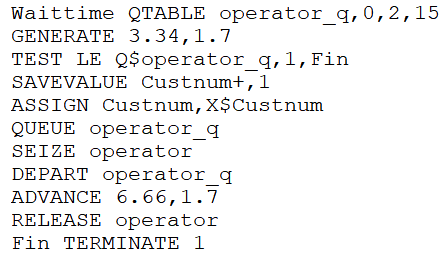 Waittime QTABLE operator_q,0,2,15
GENERATE 3.34,1.7
TEST LE Q$operator_q,1,Fin
SAVEVALUE Custnum+,1
ASSIGN Custnum,X$Custnum
QUEUE operator_q
SEIZE operator
DEPART operator_q
ADVANCE 6.66,1.7
RELEASE operator
Fin TERMINATE 1